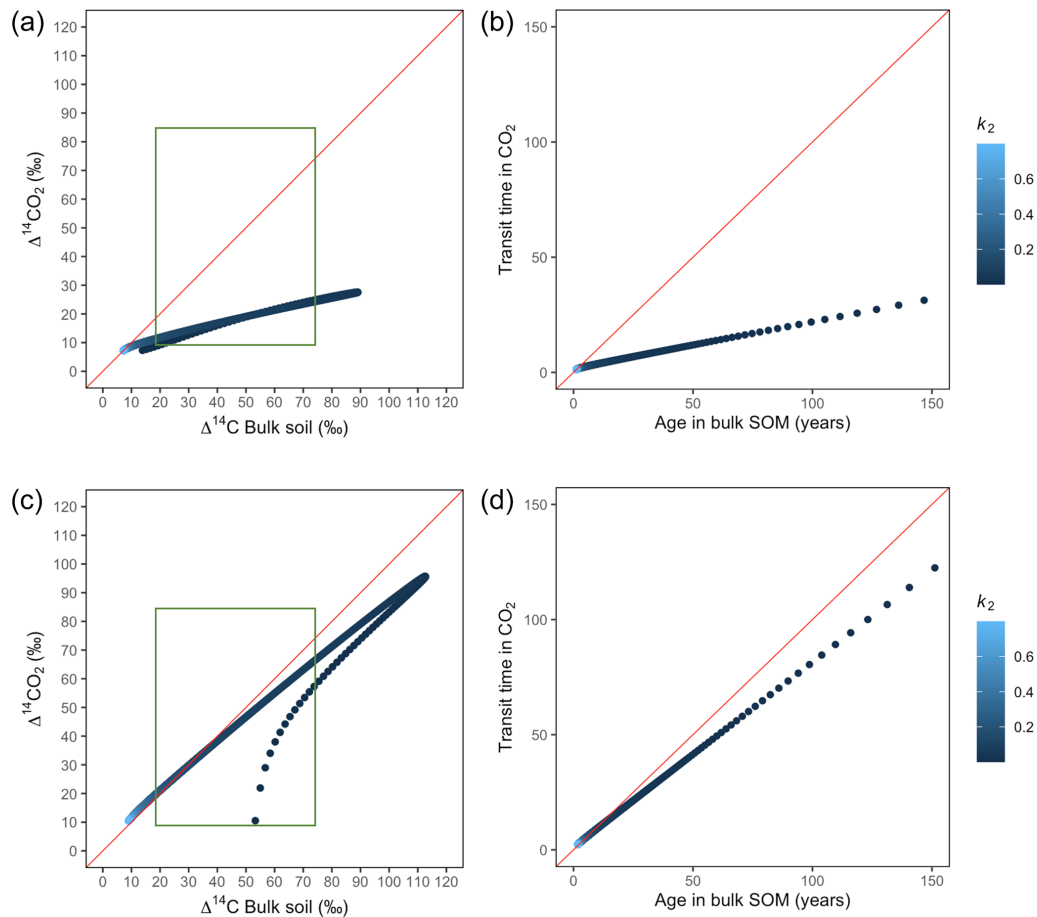 (a)
120
110
100
90
80
70
60
50
40
30
20
10
0
Δ¹⁴CO₂ (‰)
0 10 20 30 40 50 60 70 80 90 100 110 120
Δ¹⁴C Bulk soil (‰)
(b)
150
100
50
0
Transit time in CO₂
0 50 100 150
Age in bulk SOM (years)
k₂
0.6
0.4
0.2
(c)
120
110
100
90
80
70
60
50
40
30
20
10
0
Δ¹⁴CO₂ (‰)
0 10 20 30 40 50 60 70 80 90 100 110 120
Δ¹⁴C Bulk soil (‰)
(d)
150
100
50
0
Transit time in CO₂
0 50 100 150
Age in bulk SOM (years)
k₂
0.6
0.4
0.2